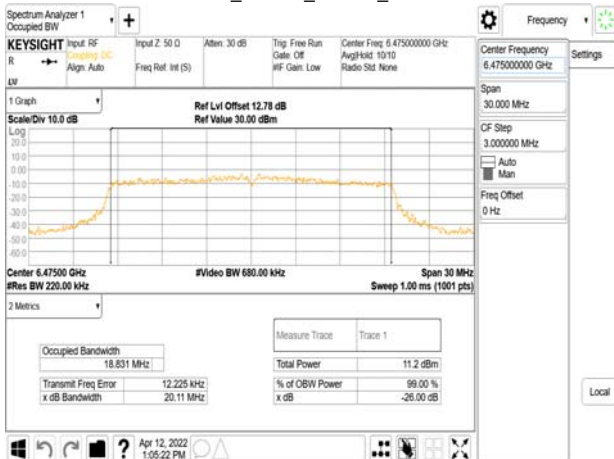 Spectrum Analyzer 1
Occupied BW
Frequency
KEYSIGHT
R
Input: RF
Coupling: DC
Align: Auto
Input Z: 50 Ω
Freq Ref: Int (S)
Atten: 30 dB
Trig: Free Run
Gate: Off
#IF Gain: Low
Center Freq: 6.475000000 GHz
Avg|Hold: 10/10
Radio Std: None
Center Frequency
6.475000000 GHz
Settings
Span
30.000 MHz
CF Step
3.000000 MHz
Auto
Man
Freq Offset
0 Hz
Local
1 Graph
Scale/Div 10.0 dB
Ref Lvl Offset 12.78 dB
Ref Value 30.00 dBm
Log
20.0
10.0
0.00
-10.0
-20.0
-30.0
-40.0
-50.0
-60.0
Center 6.47500 GHz
#Video BW 680.00 kHz
Span 30 MHz
#Res BW 220.00 kHz
Sweep 1.00 ms (1001 pts)
2 Metrics
Measure Trace
Trace 1
Occupied Bandwidth
18.831 MHz
Total Power
11.2 dBm
Transmit Freq Error
12.225 kHz
% of OBW Power
99.00 %
x dB Bandwidth
20.11 MHz
x dB
-26.00 dB
?
Apr 12, 2022
1:05:22 PM